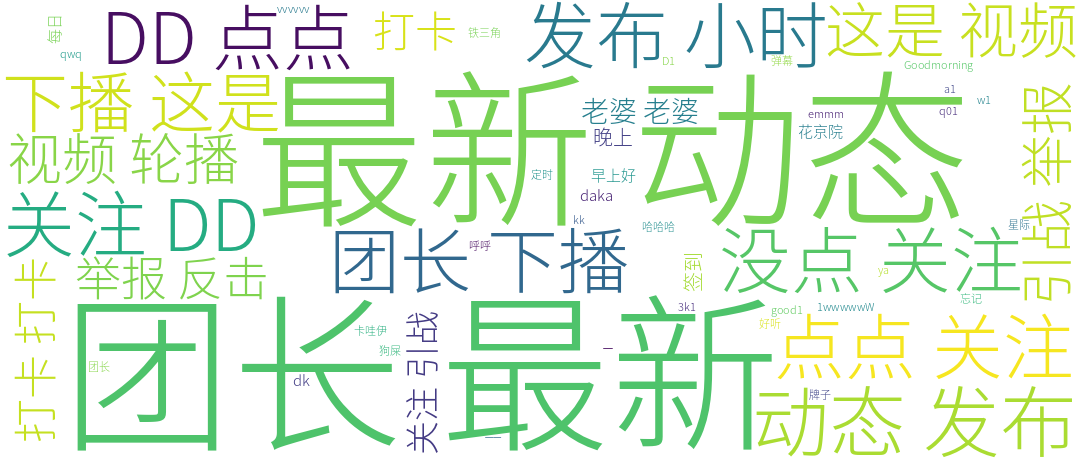 每日
qwq
DD 点点
vvvv
打卡
铁三角
发布 小时
D1
弹幕
这是 视频
Goodmorning
下播 这是
最新 动态
老婆 老婆
晚上
emmm
花京院
a1
q01
w1
举报
视频 轮播
定时
早上好
daka
关注 DD
kk
哈哈哈
星际
引战
举报 反击
团长 下播
呼呼
签到
没点 关注
ya
忘记
打卡 打卡
团长 最新
团长
dk
卡哇伊
狗屎
关注 引战
3k1
good1
好听
1wwwwW
点点 关注
牌子
动态 发布